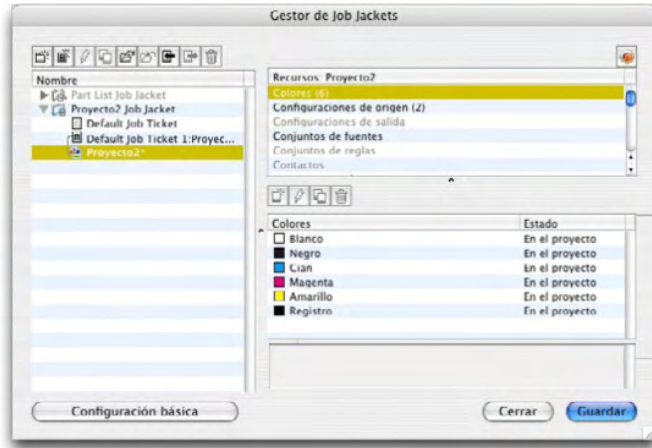 Gestor de Job Jackets
Nombre
Part List Job Jacket
Proyecto2 Job Jacket
Default Job Ticket
Default Job Ticket 1:Proyec...
Proyecto2*
Recursos: Proyecto2
Colores (6)
Configuraciones de origen (2)
Configuraciones de salida
Conjuntos de fuentes
Conjuntos de reglas
Contactos
Colores Estado
Blanco En el proyecto
Negro En el proyecto
Cian En el proyecto
Magenta En el proyecto
Amarillo En el proyecto
Registro En el proyecto
Configuración básica
Cerrar
Guardar